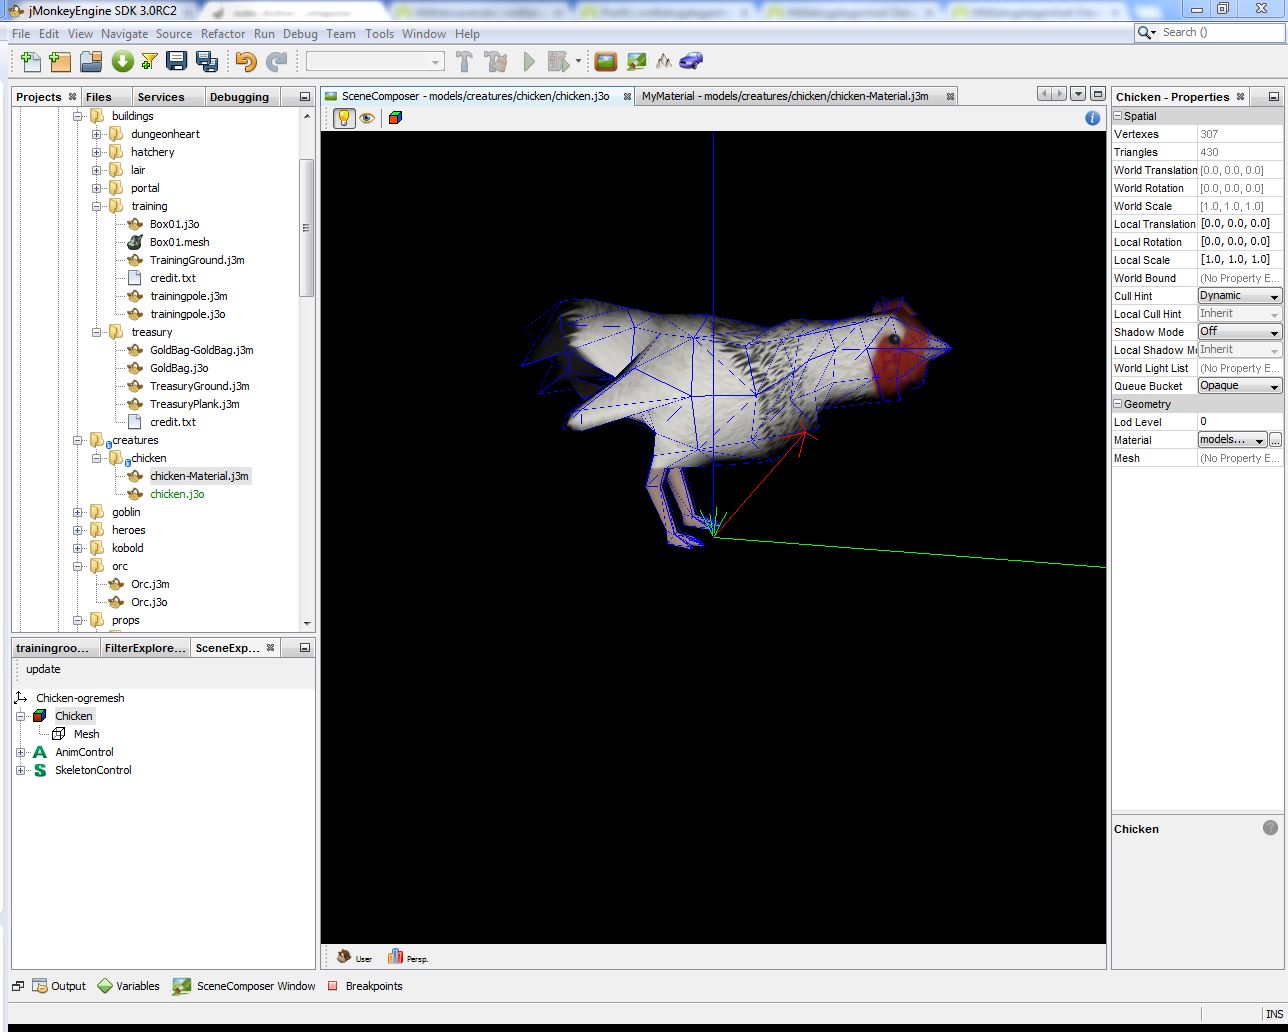 jMonkeyEngine SDK 3.0RC2
File Edit View Navigate Source Refactor Run Debug Team Tools Window Help
Search ()
Projects Files Services Debugging
buildings
dungeonheart
hatchery
lair
portal
training
Box01.j3o
Box01.mesh
TrainingGround.j3m
credit.txt
trainingpole.j3m
trainingpole.j3o
treasury
GoldBag-GoldBag.j3m
GoldBag.j3o
TreasuryGround.j3m
TreasuryPlank.j3m
credit.txt
creatures
chicken
chicken-Material.j3m
chicken.j3o
goblin
heroes
kobold
orc
Orc.j3m
Orc.j3o
props
trainingroo... FilterExplore... SceneExp...
update
Chicken-ogremesh
Chicken
Mesh
AnimControl
SkeletonControl
SceneComposer - models/creatures/chicken/chicken.j3o
MyMaterial - models/creatures/chicken/chicken-Material.j3m
User Persp.
Chicken - Properties
Spatial
Vertexes 307
Triangles 430
World Translation [0.0, 0.0, 0.0]
World Rotation [0.0, 0.0, 0.0]
World Scale [1.0, 1.0, 1.0]
Local Translation [0.0, 0.0, 0.0]
Local Rotation [0.0, 0.0, 0.0]
Local Scale [1.0, 1.0, 1.0]
World Bound (No Property E...
Cull Hint Dynamic
Local Cull Hint Inherit
Shadow Mode Off
Local Shadow Mo Inherit
World Light List (No Property E...
Queue Bucket Opaque
Geometry
Lod Level 0
Material models... ...
Mesh (No Property E...
Chicken
Output Variables SceneComposer Window Breakpoints
INS